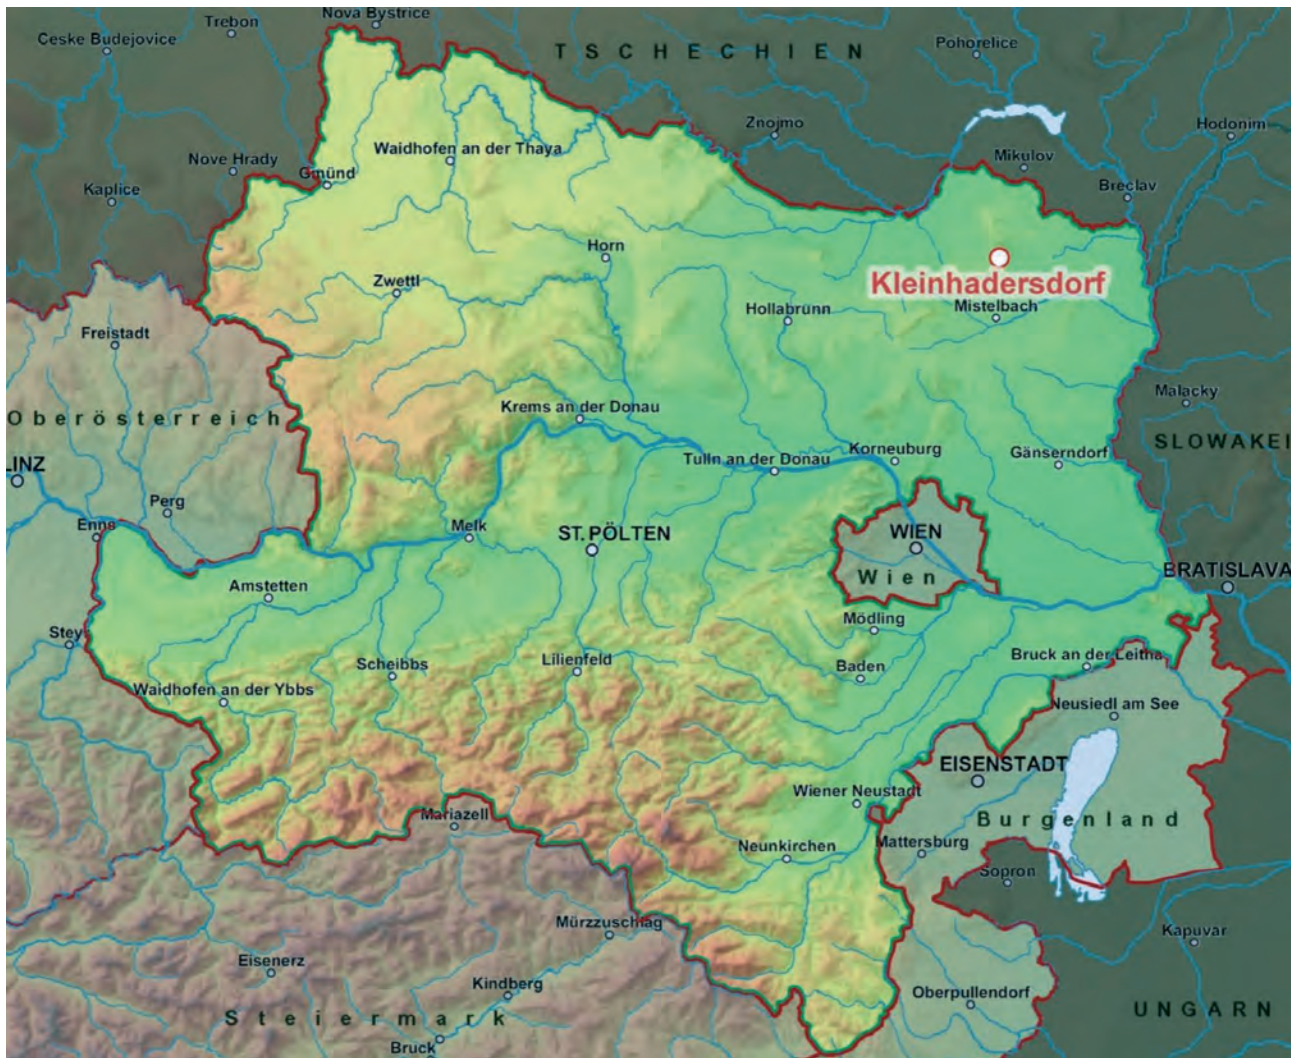 Nova Bystrice
Trebon
Ceske Budejovice
TSCHECHIEN
Pohorelice
Znojmo
Hodonim
Waidhofen an der Thaya
Nove Hrady
Gmünd
Mikulov
Kaplice
Breclav
Horn
Zwettl
Kleinhadersdorf
Hollabrunn
Mistelbach
Freistadt
Malacky
Oberösterreich
Krems an der Donau
SLOWAKEI
LINZ
Tulln an der Donau
Korneuburg
Gänserndorf
Perg
Enns
Melk
ST. PÖLTEN
WIEN
Wien
BRATISLAVA
Amstetten
Mödling
Steyr
Scheibbs
Lilienfeld
Baden
Bruck an der Leitha
Waidhofen an der Ybbs
Neusiedl am See
EISENSTADT
Wiener Neustadt
Mariazell
Burgenland
Neunkirchen
Mattersburg
Sopron
Mürzzuschlag
Kapuvar
Eisenerz
Kindberg
Oberpullendorf
Steiermark
UNGARN
Bruck